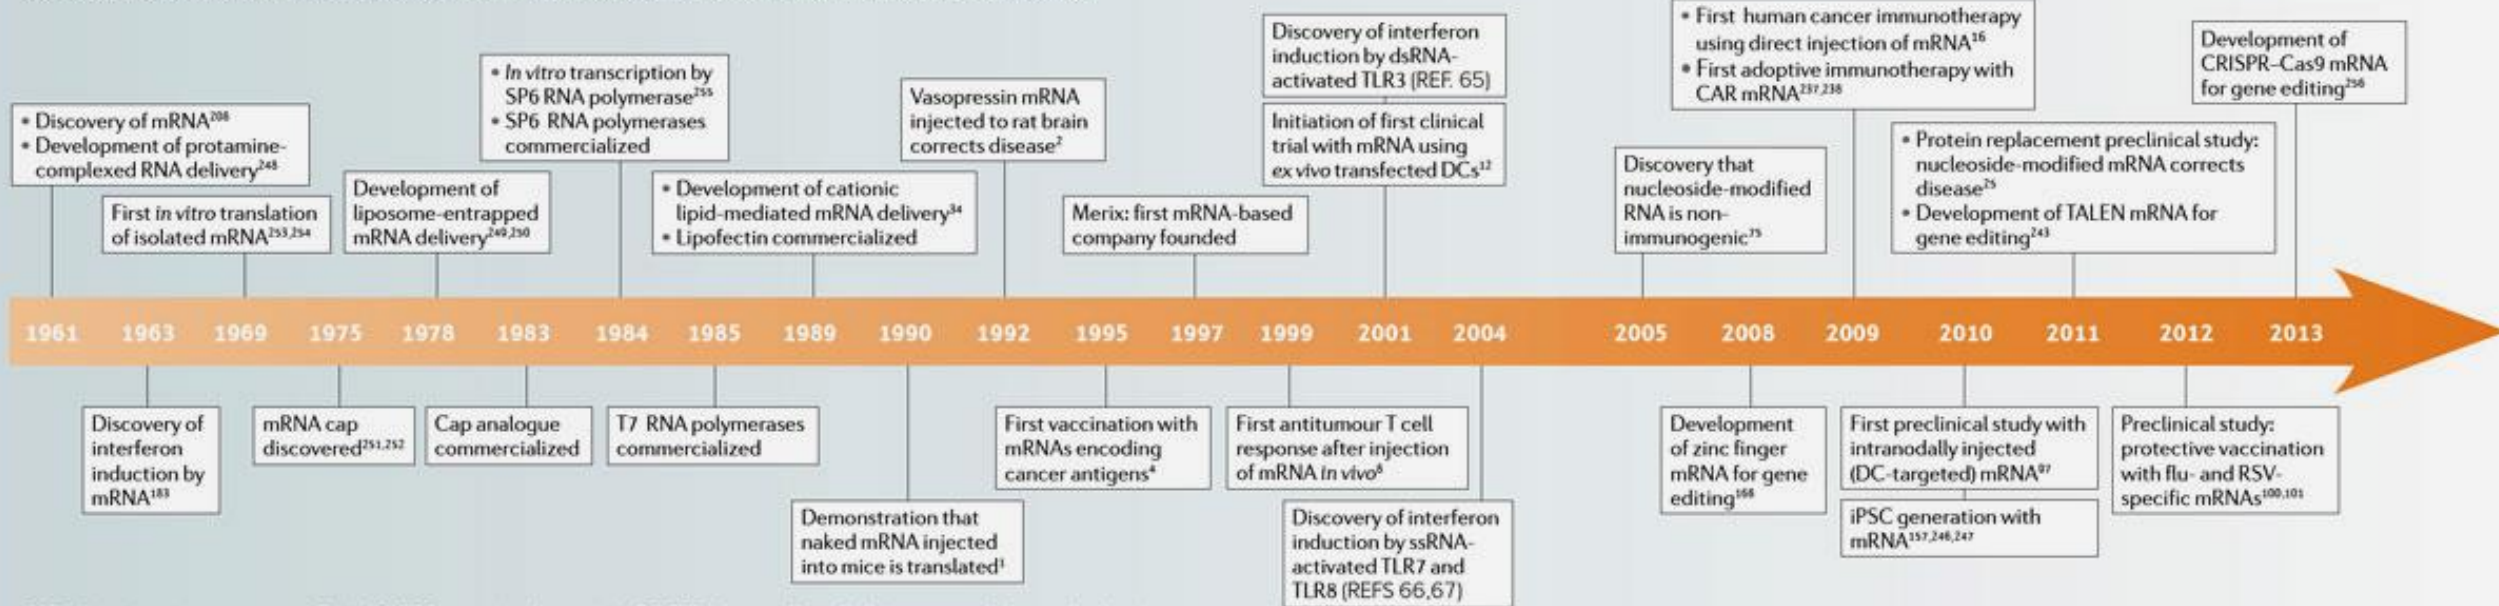 • Discovery of mRNA²⁰⁸
• Development of protamine-
complexed RNA delivery²⁴⁸
First in vitro translation
of isolated mRNA²⁵³,²⁵⁴
Development of
liposome-entrapped
mRNA delivery²⁴⁹,²⁵⁰
• In vitro transcription by
SP6 RNA polymerase²⁵⁵
• SP6 RNA polymerases
commercialized
• Development of cationic
lipid-mediated mRNA delivery³⁴
• Lipofectin commercialized
Vasopressin mRNA
injected to rat brain
corrects disease²
Merix: first mRNA-based
company founded
Discovery of interferon
induction by dsRNA-
activated TLR3 (REF. 65)
Initiation of first clinical
trial with mRNA using
ex vivo transfected DCs¹²
Discovery that
nucleoside-modified
RNA is non-
immunogenic⁷⁵
• First human cancer immunotherapy
using direct injection of mRNA¹⁶
• First adoptive immunotherapy with
CAR mRNA²³⁷,²³⁸
• Protein replacement preclinical study:
nucleoside-modified mRNA corrects
disease²⁵
• Development of TALEN mRNA for
gene editing²⁴³
Development of
CRISPR–Cas9 mRNA
for gene editing²⁵⁶
1961 1963 1969 1975 1978 1983 1984 1985 1989 1990 1992 1995 1997 1999 2001 2004 2005 2008 2009 2010 2011 2012 2013
Discovery of
interferon
induction by
mRNA¹⁸³
mRNA cap
discovered²⁵¹,²⁵²
Cap analogue
commercialized
T7 RNA polymerases
commercialized
Demonstration that
naked mRNA injected
into mice is translated¹
First vaccination with
mRNAs encoding
cancer antigens⁴
First antitumour T cell
response after injection
of mRNA in vivo⁸
Discovery of interferon
induction by ssRNA-
activated TLR7 and
TLR8 (REFS 66,67)
Development
of zinc finger
mRNA for gene
editing¹⁶⁸
First preclinical study with
intranodally injected
(DC-targeted) mRNA⁹⁷
iPSC generation with
mRNA¹⁵⁷,²⁴⁶,²⁴⁷
Preclinical study:
protective vaccination
with flu- and RSV-
specific mRNAs¹⁰⁰,¹⁰¹